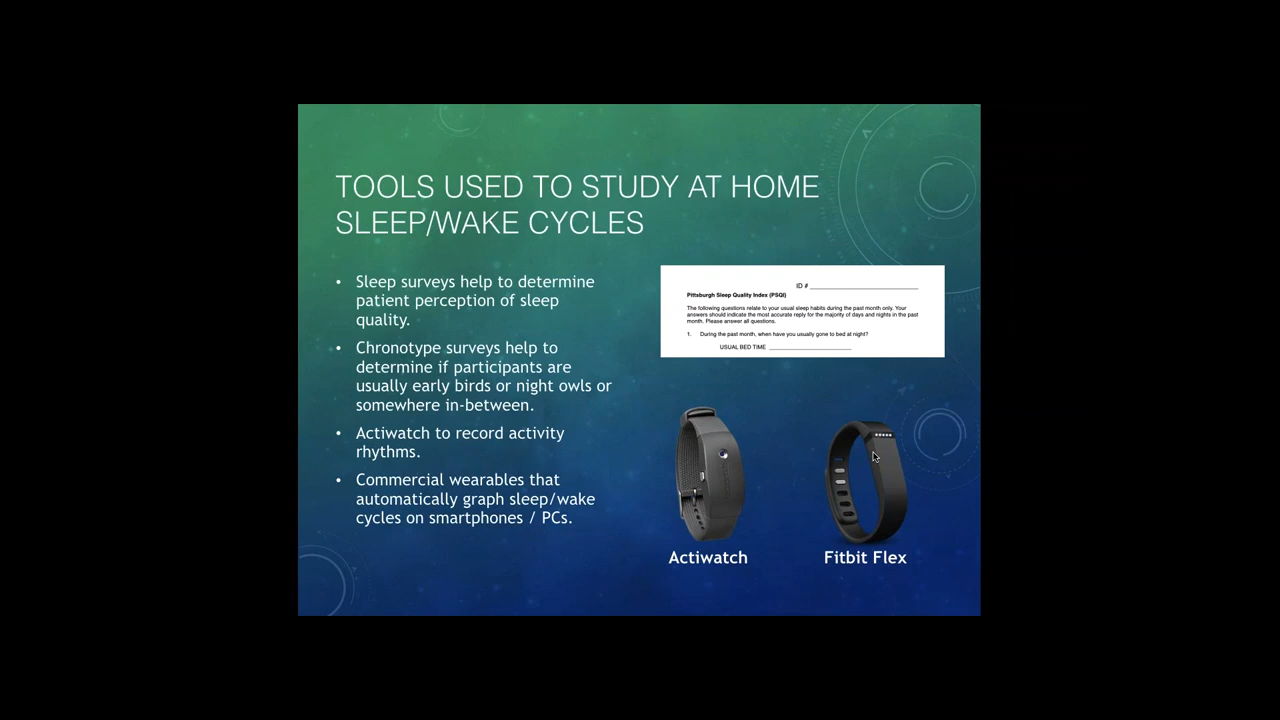 TOOLS USED TO STUDY AT HOME
SLEEP/WAKE CYCLES
• Sleep surveys help to determine
patient perception of sleep
quality.
• Chronotype surveys help to
determine if participants are
usually early birds or night owls or
somewhere in-between.
• Actiwatch to record activity
rhythms.
• Commercial wearables that
automatically graph sleep/wake
cycles on smartphones / PCs.
ID #
Pittsburgh Sleep Quality Index (PSQI)
The following questions relate to your usual sleep habits during the past month only. Your
answers should indicate the most accurate reply for the majority of days and nights in the past
month. Please answer all questions.
1. During the past month, when have you usually gone to bed at night?
USUAL BED TIME
Actiwatch
Fitbit Flex